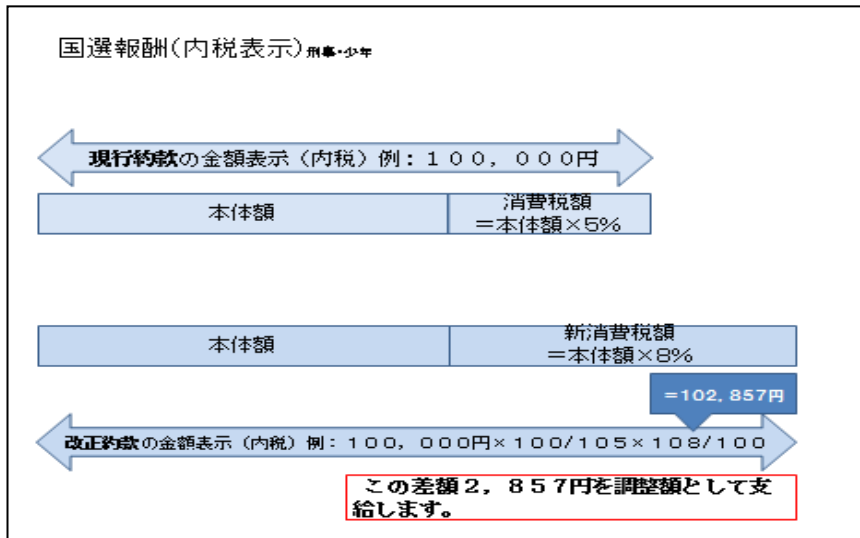 国選報酬(内税表示)刑事・少年
現行約款の金額表示（内税）例：１００，０００円
本体額
消費税額
＝本体額×5%
本体額
新消費税額
＝本体額×8%
=102,857円
改正約款の金額表示（内税）例：１００，０００円×100/105×108/100
この差額２，８５７円を調整額として支
給します。